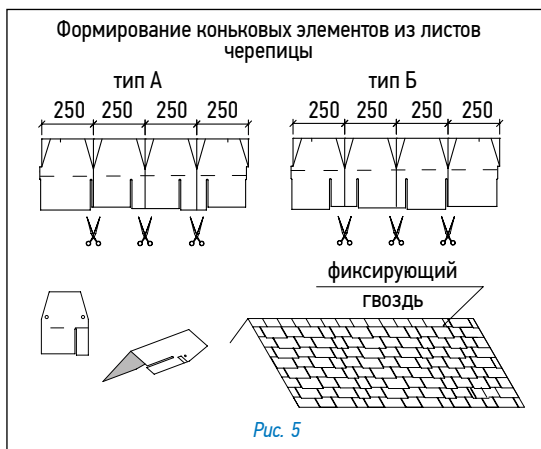 Формирование коньковых элементов из листов
черепицы
тип А
тип Б
250 250 250 250
250 250 250 250
фиксирующий
гвоздь
Рис. 5